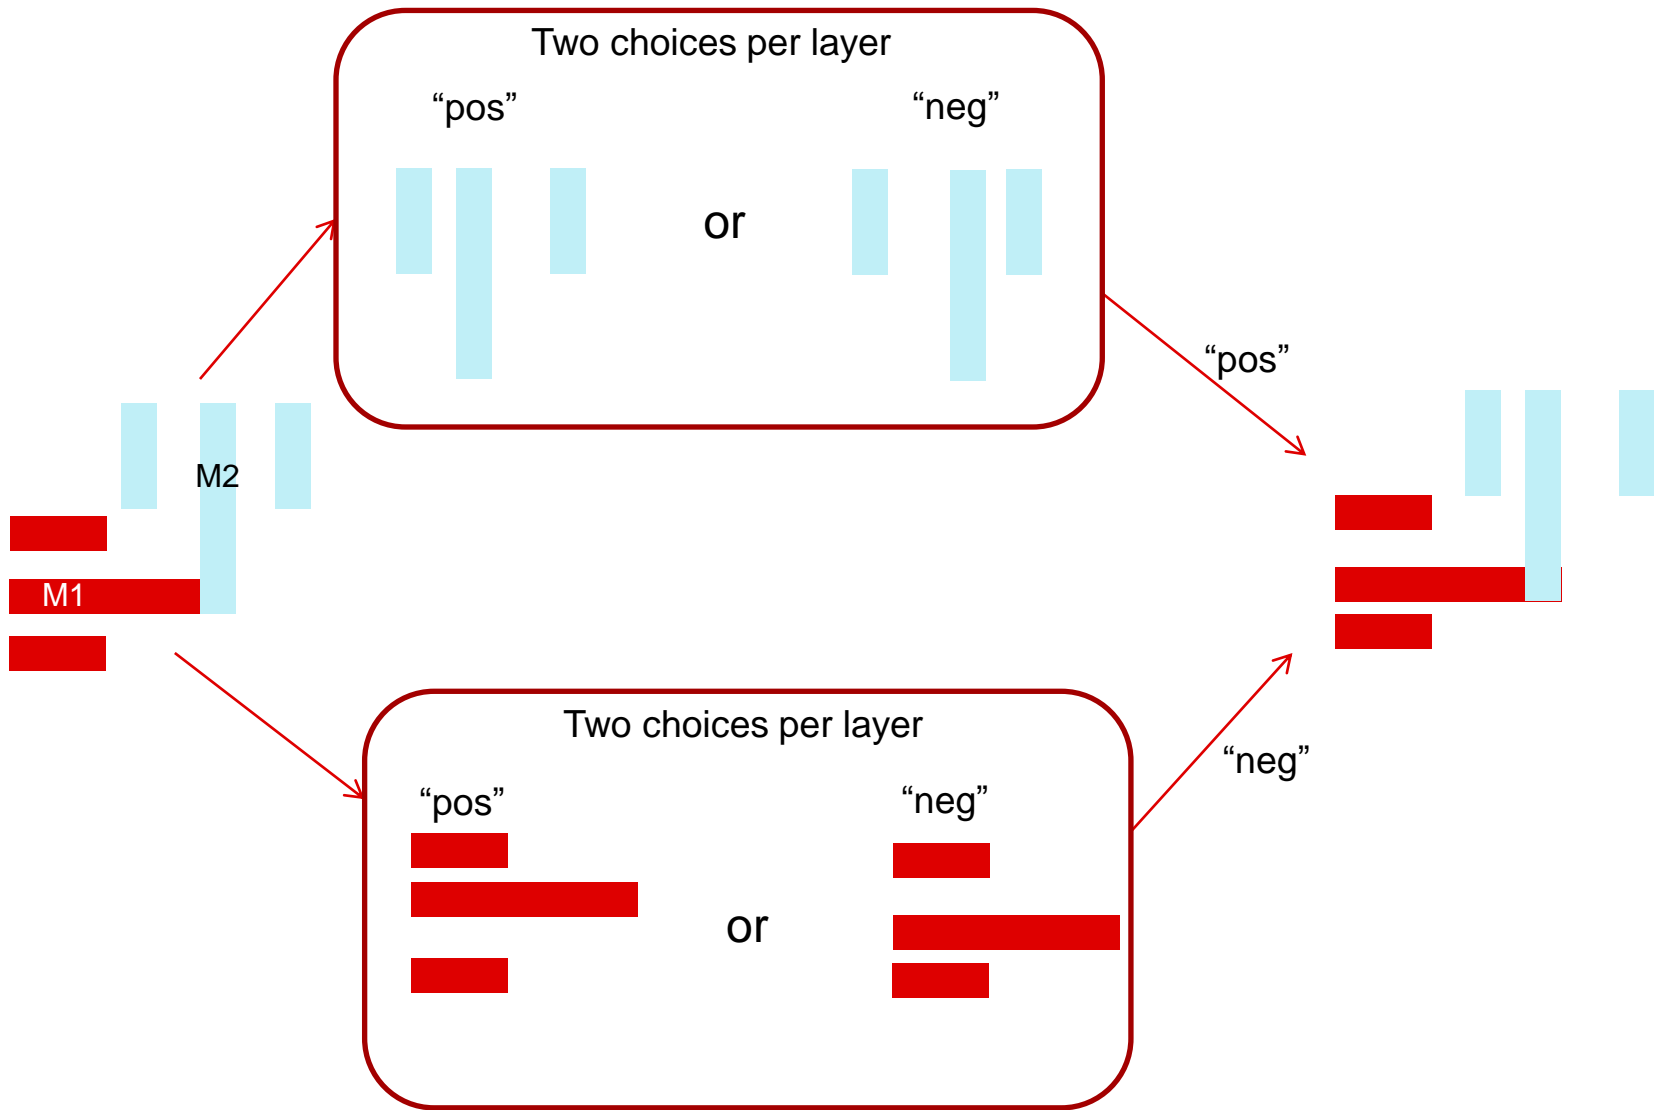 Two choices per layer
“pos”
“neg”
or
“pos”
M2
M1
Two choices per layer
“neg”
“pos”
“neg”
or